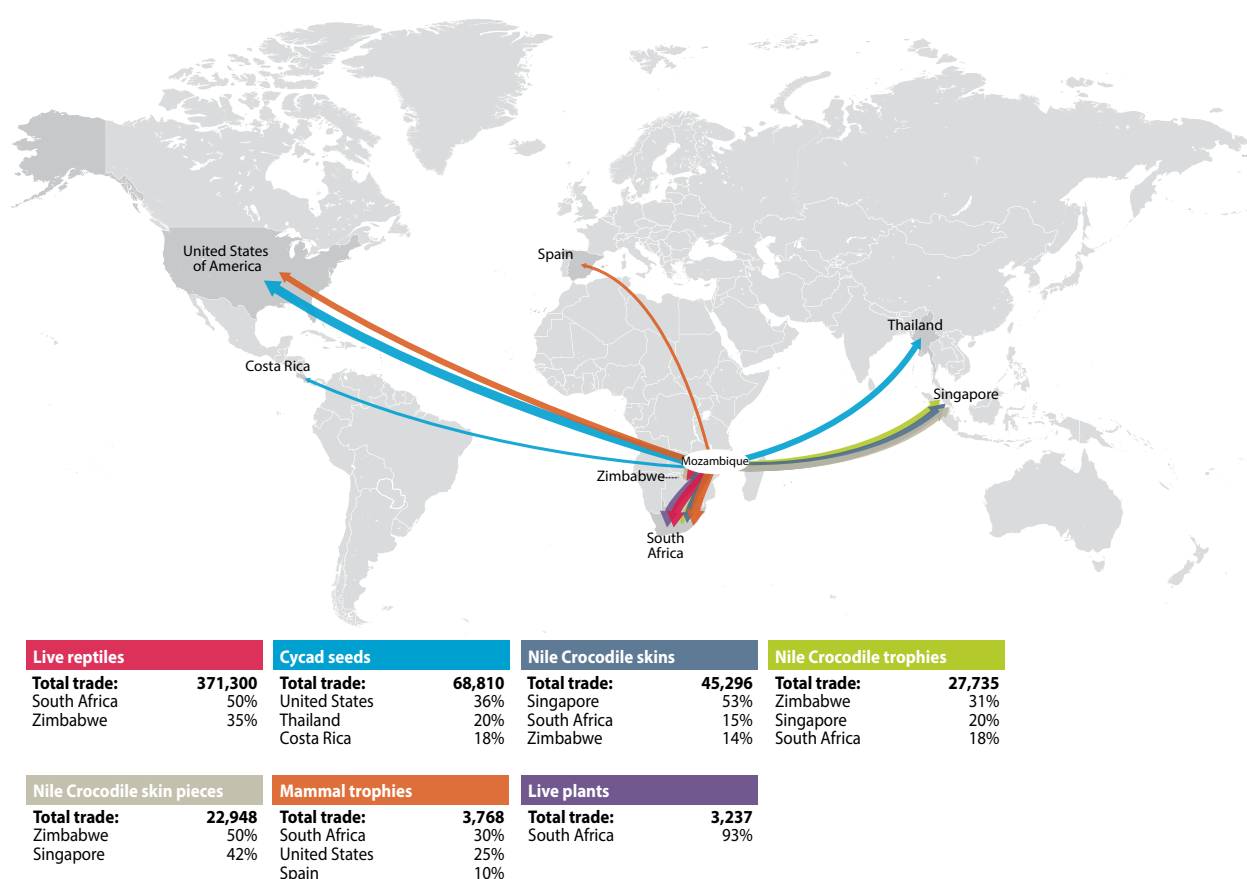 United States
of America
Spain
Thailand
Costa Rica
Singapore
Mozambique
Zimbabwe
South
Africa
Live reptiles
Total trade: 371,300
South Africa 50%
Zimbabwe 35%
Cycad seeds
Total trade: 68,810
United States 36%
Thailand 20%
Costa Rica 18%
Nile Crocodile skins
Total trade: 45,296
Singapore 53%
South Africa 15%
Zimbabwe 14%
Nile Crocodile trophies
Total trade: 27,735
Zimbabwe 31%
Singapore 20%
South Africa 18%
Nile Crocodile skin pieces
Total trade: 22,948
Zimbabwe 50%
Singapore 42%
Mammal trophies
Total trade: 3,768
South Africa 30%
United States 25%
Spain 10%
Live plants
Total trade: 3,237
South Africa 93%